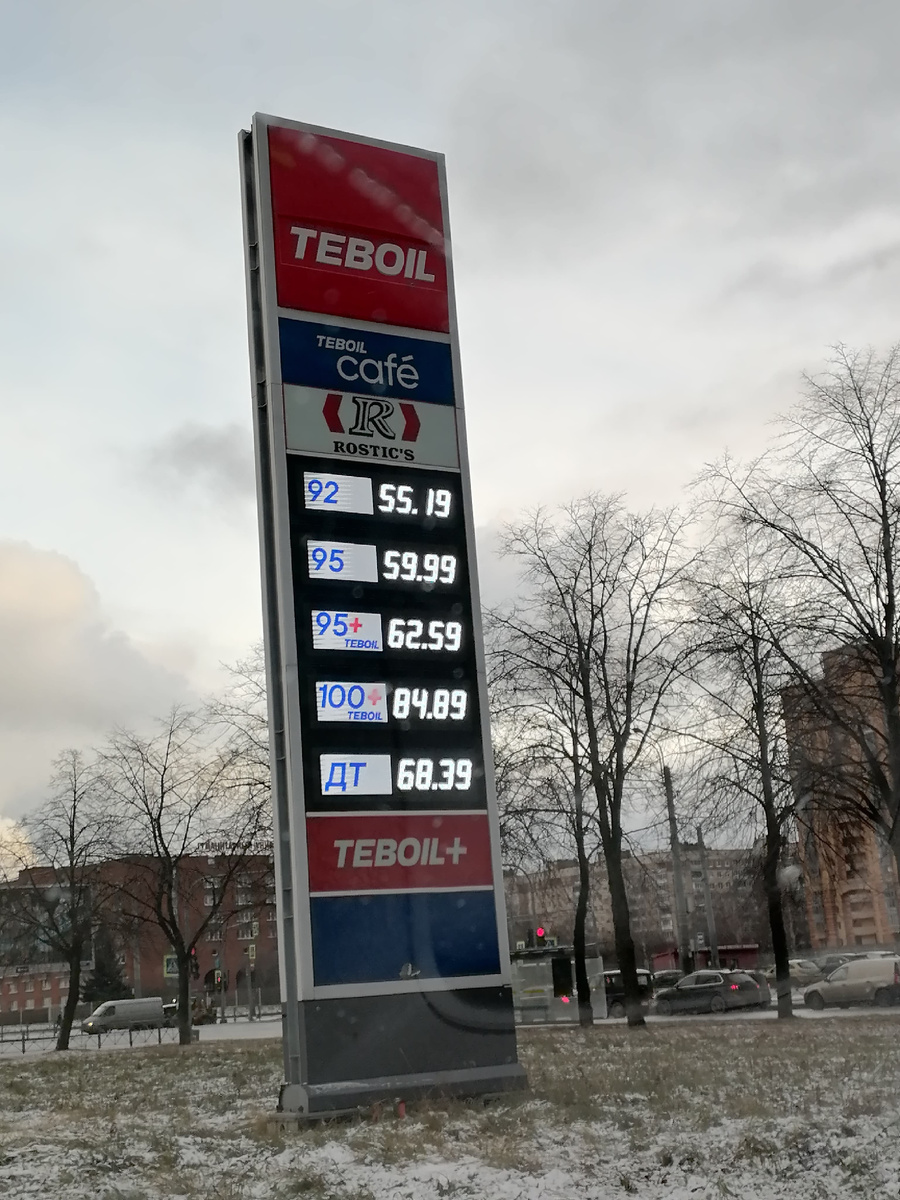 TEBOIL
TEBOIL
café
R
ROSTIC'S
92 55.19
95 59.99
95+ TEBOIL 62.59
100+ TEBOIL 84.89
ДТ 68.39
TEBOIL+